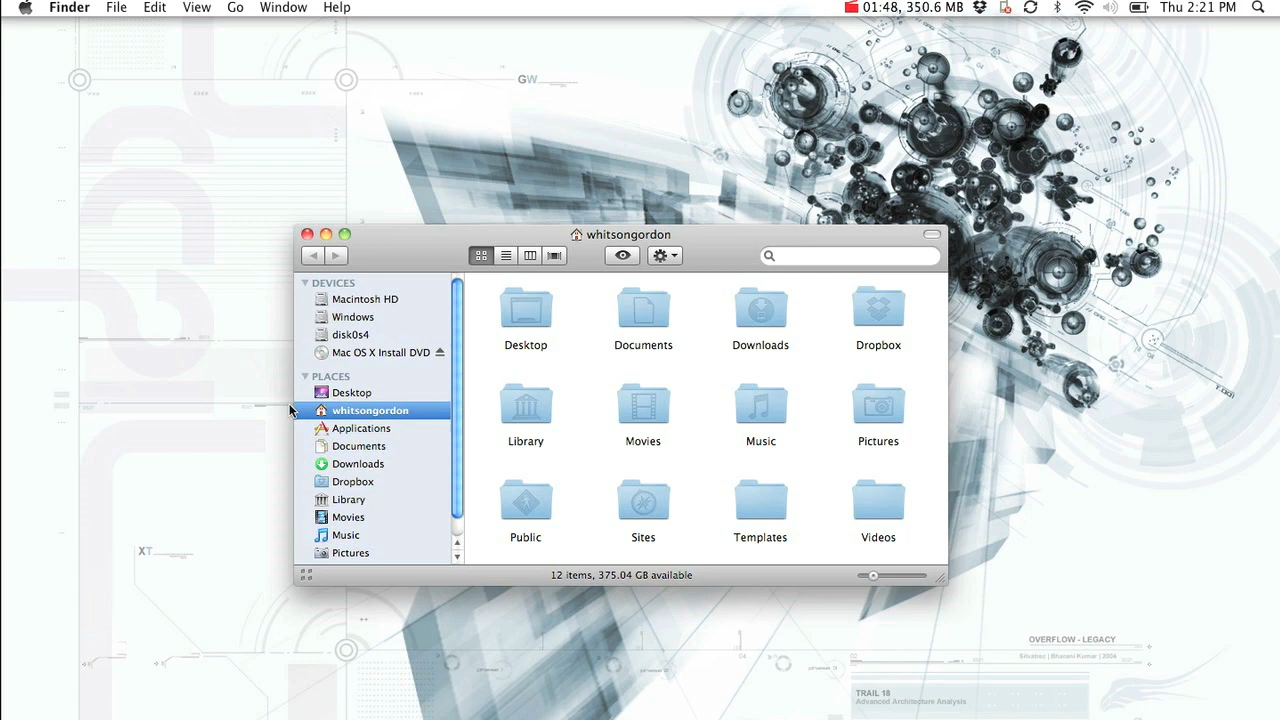 Finder File Edit View Go Window Help 01:48, 350.6 MB Thu 2:21 PM
GW
whitsongordon
DEVICES
Macintosh HD
Windows
disk0s4
Mac OS X Install DVD
PLACES
Desktop
whitsongordon
Applications
Documents
Downloads
Dropbox
Library
Movies
Music
Pictures
Desktop Documents Downloads Dropbox
Library Movies Music Pictures
Public Sites Templates Videos
12 items, 375.04 GB available
XT
OVERFLOW - LEGACY
TRAIL 18
Advanced Architecture Analysis